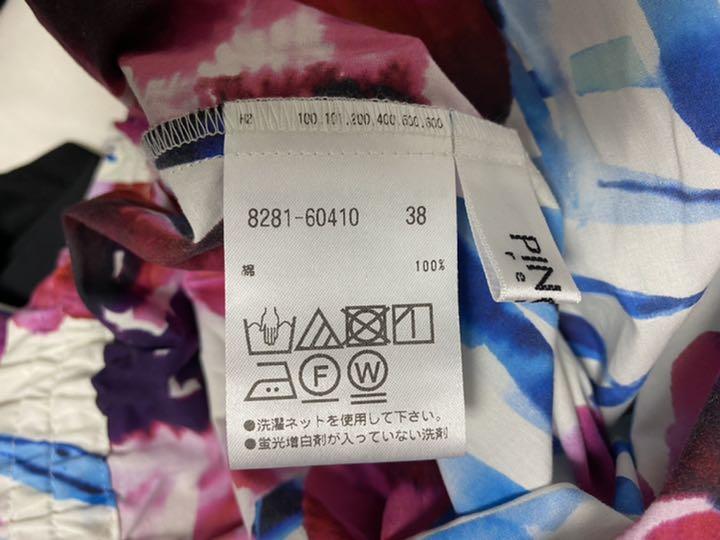 H2 100.101.200.400.500.600
8281-60410 38
綿 100%
F W
●洗濯ネットを使用して下さい。
●蛍光増白剤が入っていない洗剤
PIN
r e